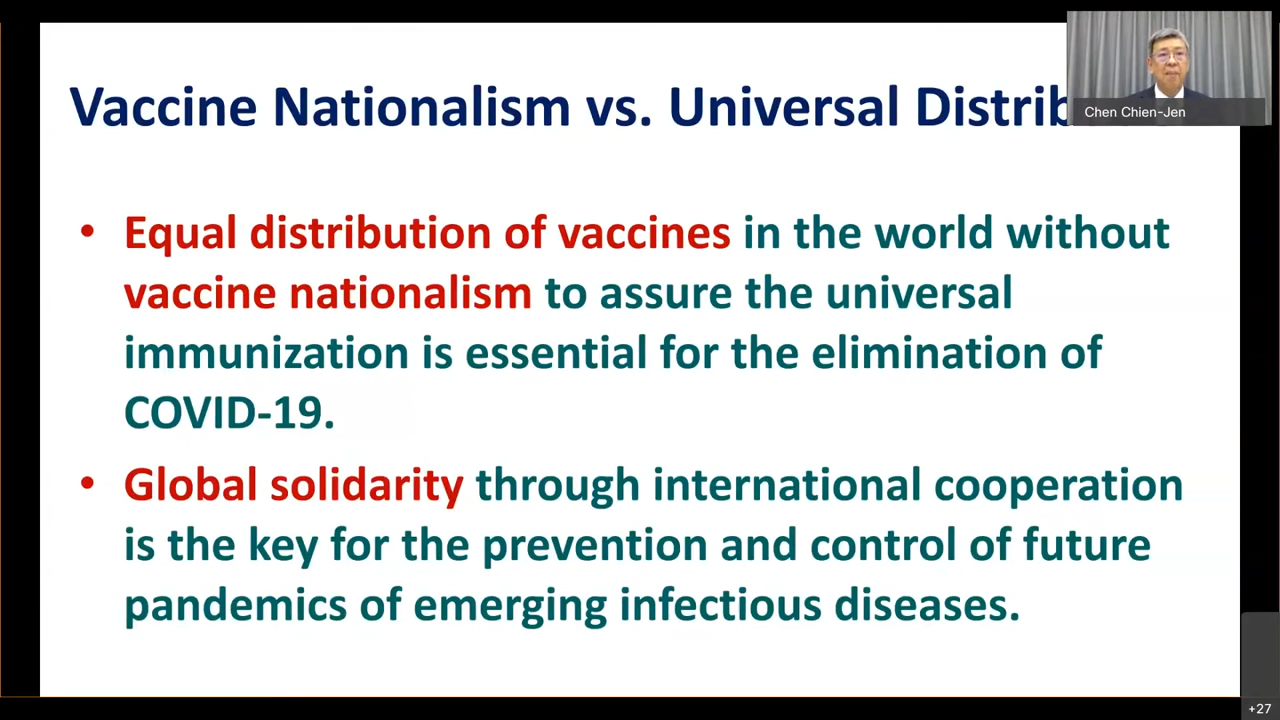 Vaccine Nationalism vs. Universal Distrib
Chen Chien-Jen
• Equal distribution of vaccines in the world without
vaccine nationalism to assure the universal
immunization is essential for the elimination of
COVID-19.
• Global solidarity through international cooperation
is the key for the prevention and control of future
pandemics of emerging infectious diseases.
+27